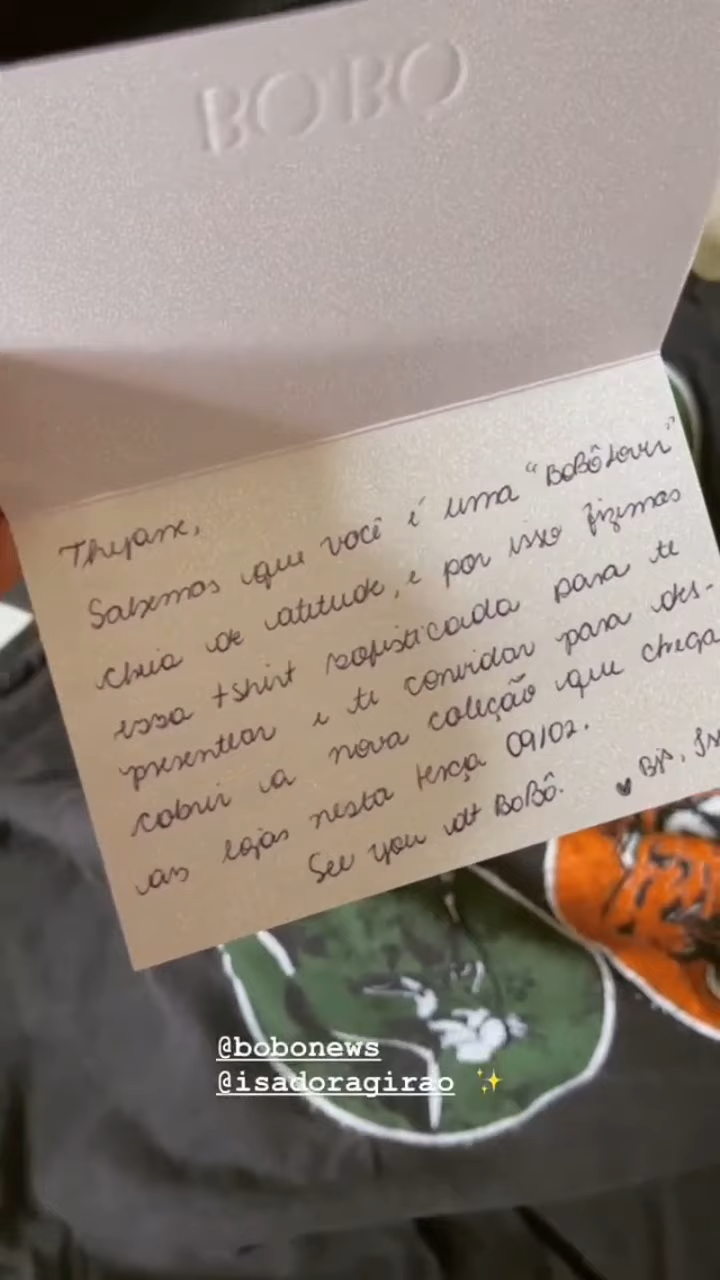 BOBÔ
Thyane,
Sabemos que você é uma "BoBôLover"
cheia de atitude, e por isso fizemos
essa tshirt sofisticada para te
presentear e te convidar para des-
cobrir a nova coleção que chega
as lojas nesta terça 09/02.
See you at BoBô.
♥ Bjs, Is
@bobonews
@isadoragirao ✨